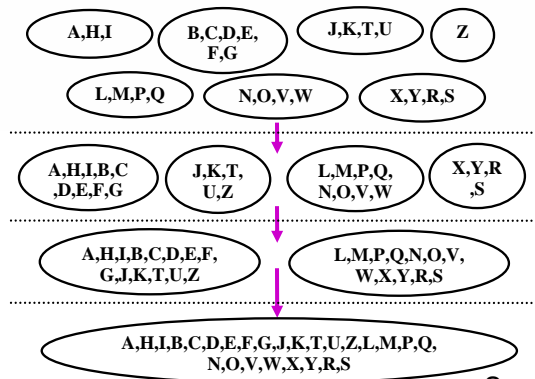 A,H,I
B,C,D,E,
F,G
J,K,T,U
Z
L,M,P,Q
N,O,V,W
X,Y,R,S
A,H,I,B,C
,D,E,F,G
J,K,T,
U,Z
L,M,P,Q,
N,O,V,W
X,Y,R
,S
A,H,I,B,C,D,E,F,
G,J,K,T,U,Z
L,M,P,Q,N,O,V,
W,X,Y,R,S
A,H,I,B,C,D,E,F,G,J,K,T,U,Z,L,M,P,Q,
N,O,V,W,X,Y,R,S